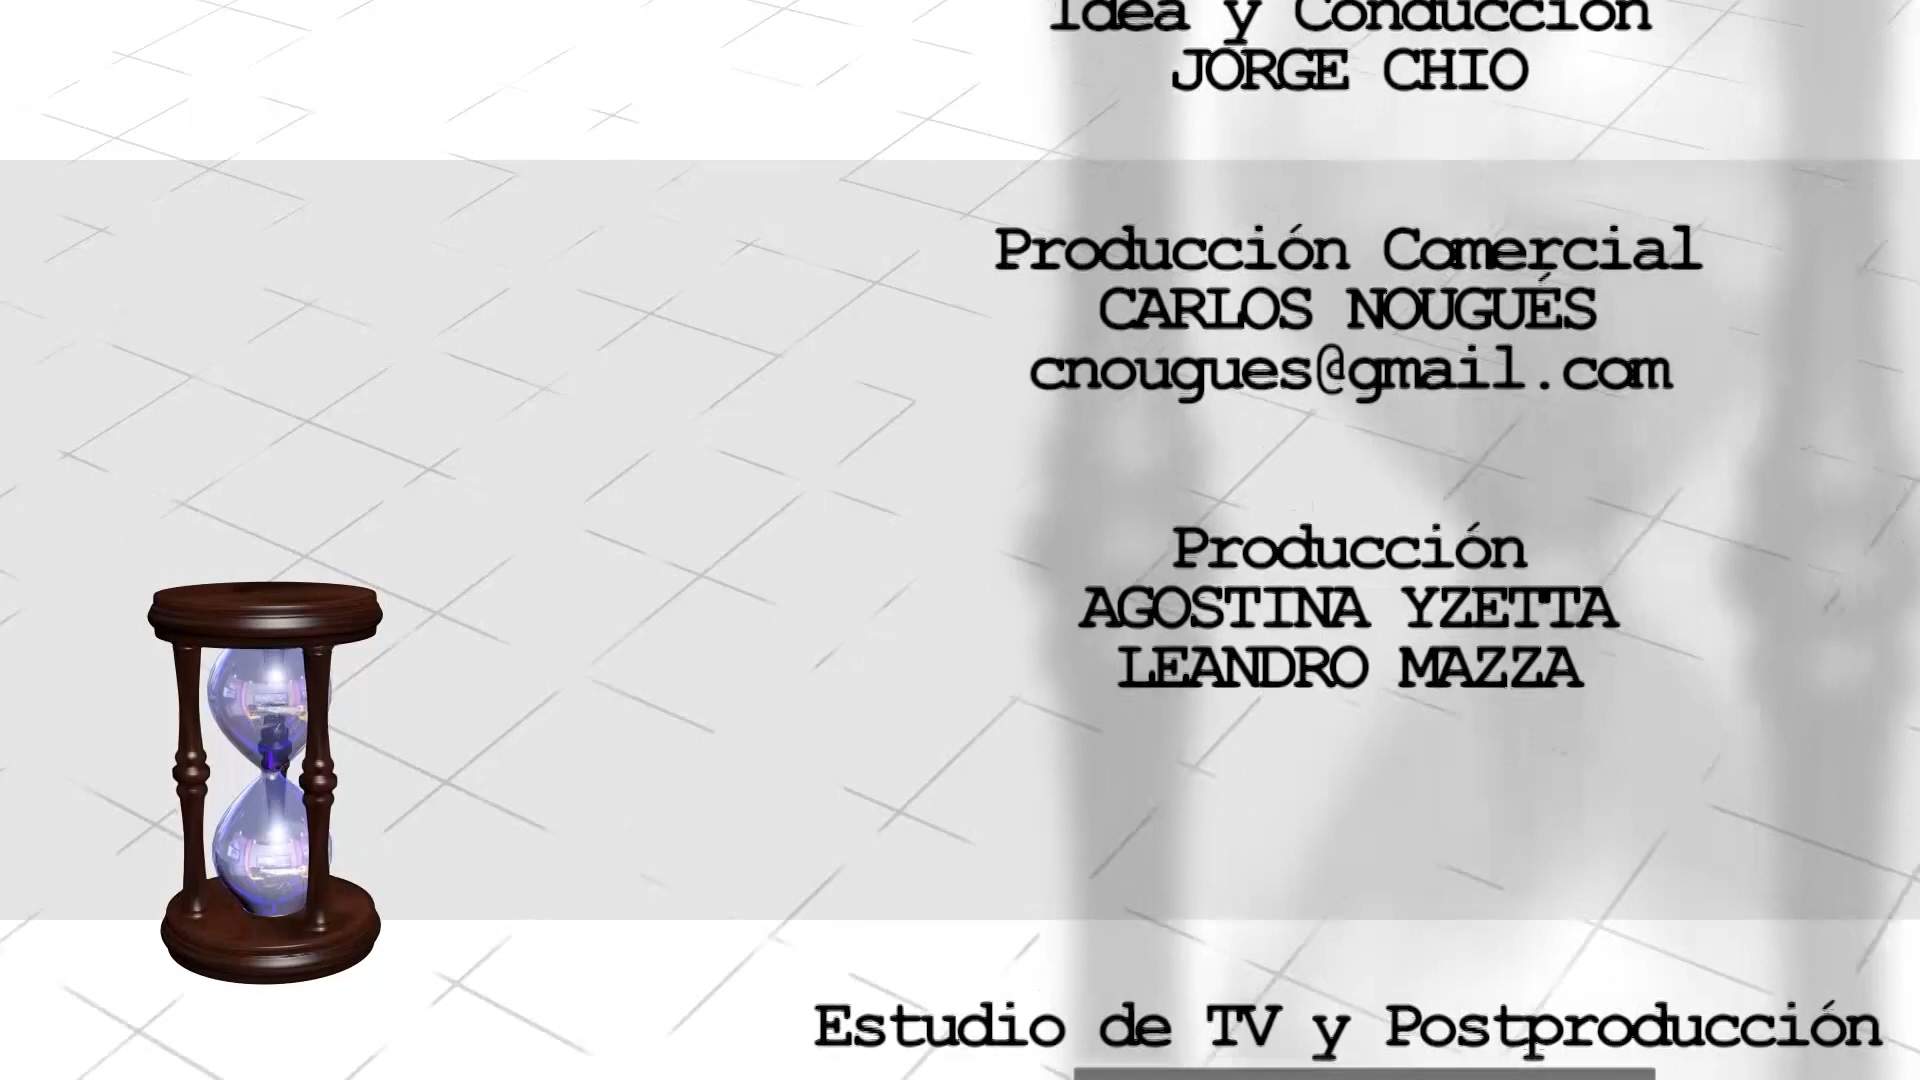 Idea y Conducción
JORGE CHIO
Producción Comercial
CARLOS NOUGUÉS
cnougues@gmail.com
Producción
AGOSTINA YZETTA
LEANDRO MAZZA
Estudio de TV y Postproducción